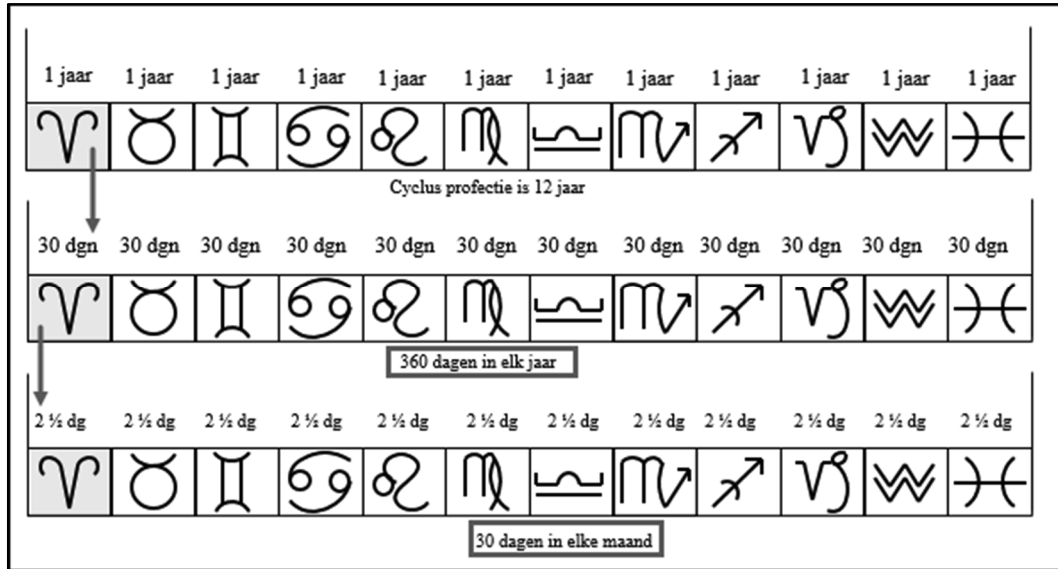 1 jaar 1 jaar 1 jaar 1 jaar 1 jaar 1 jaar 1 jaar 1 jaar 1 jaar 1 jaar 1 jaar 1 jaar
♈ ♉ ♊ ♋ ♌ ♍ ♎ ♏ ♐ ♑ ♒ ♓
Cyclus profectie is 12 jaar
30 dgn 30 dgn 30 dgn 30 dgn 30 dgn 30 dgn 30 dgn 30 dgn 30 dgn 30 dgn 30 dgn 30 dgn
♈ ♉ ♊ ♋ ♌ ♍ ♎ ♏ ♐ ♑ ♒ ♓
360 dagen in elk jaar
2 ½ dg 2 ½ dg 2 ½ dg 2 ½ dg 2 ½ dg 2 ½ dg 2 ½ dg 2 ½ dg 2 ½ dg 2 ½ dg 2 ½ dg 2 ½ dg
♈ ♉ ♊ ♋ ♌ ♍ ♎ ♏ ♐ ♑ ♒ ♓
30 dagen in elke maand